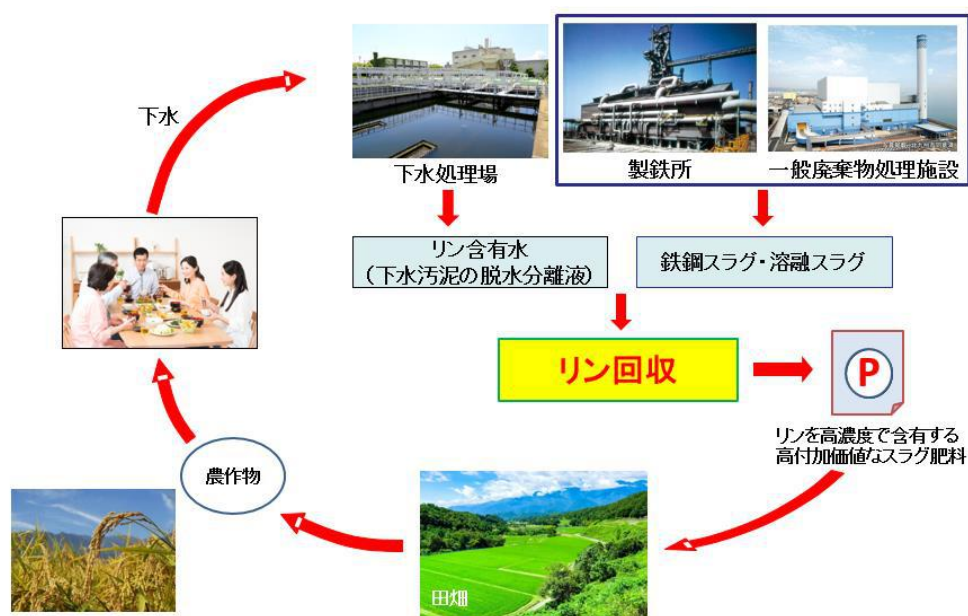 下水
下水処理場
製鉄所
一般廃棄物処理施設
リン含有水
（下水汚泥の脱水分離液）
鉄鋼スラグ・溶融スラグ
リン回収
P
リンを高濃度で含有する
高付加価値なスラグ肥料
農作物
田畑